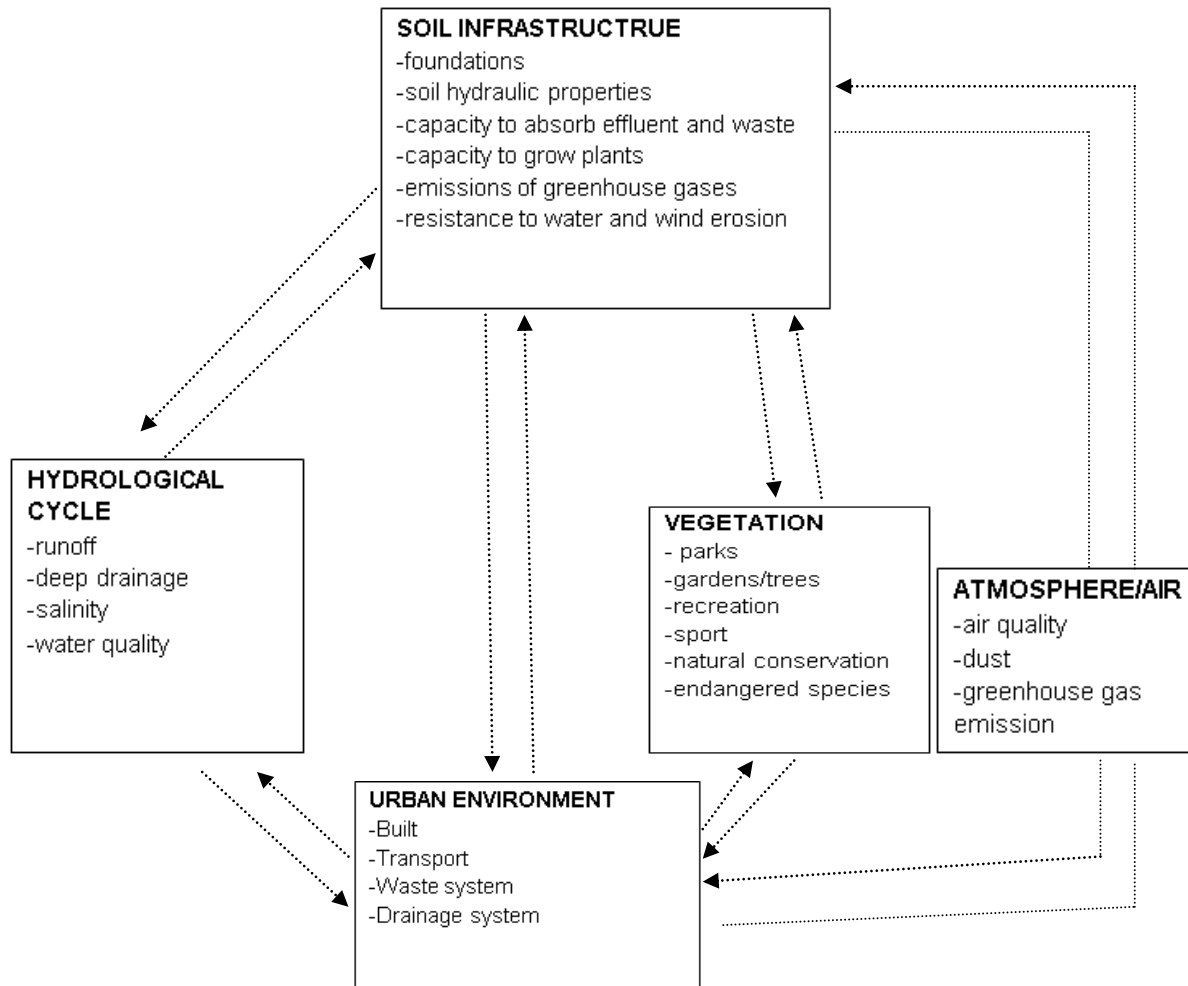 SOIL INFRASTRUCTRUE
-foundations
-soil hydraulic properties
-capacity to absorb effluent and waste
-capacity to grow plants
-emissions of greenhouse gases
-resistance to water and wind erosion
HYDROLOGICAL
CYCLE
-runoff
-deep drainage
-salinity
-water quality
VEGETATION
- parks
-gardens/trees
-recreation
-sport
-natural conservation
-endangered species
ATMOSPHERE/AIR
-air quality
-dust
-greenhouse gas
emission
URBAN ENVIRONMENT
-Built
-Transport
-Waste system
-Drainage system